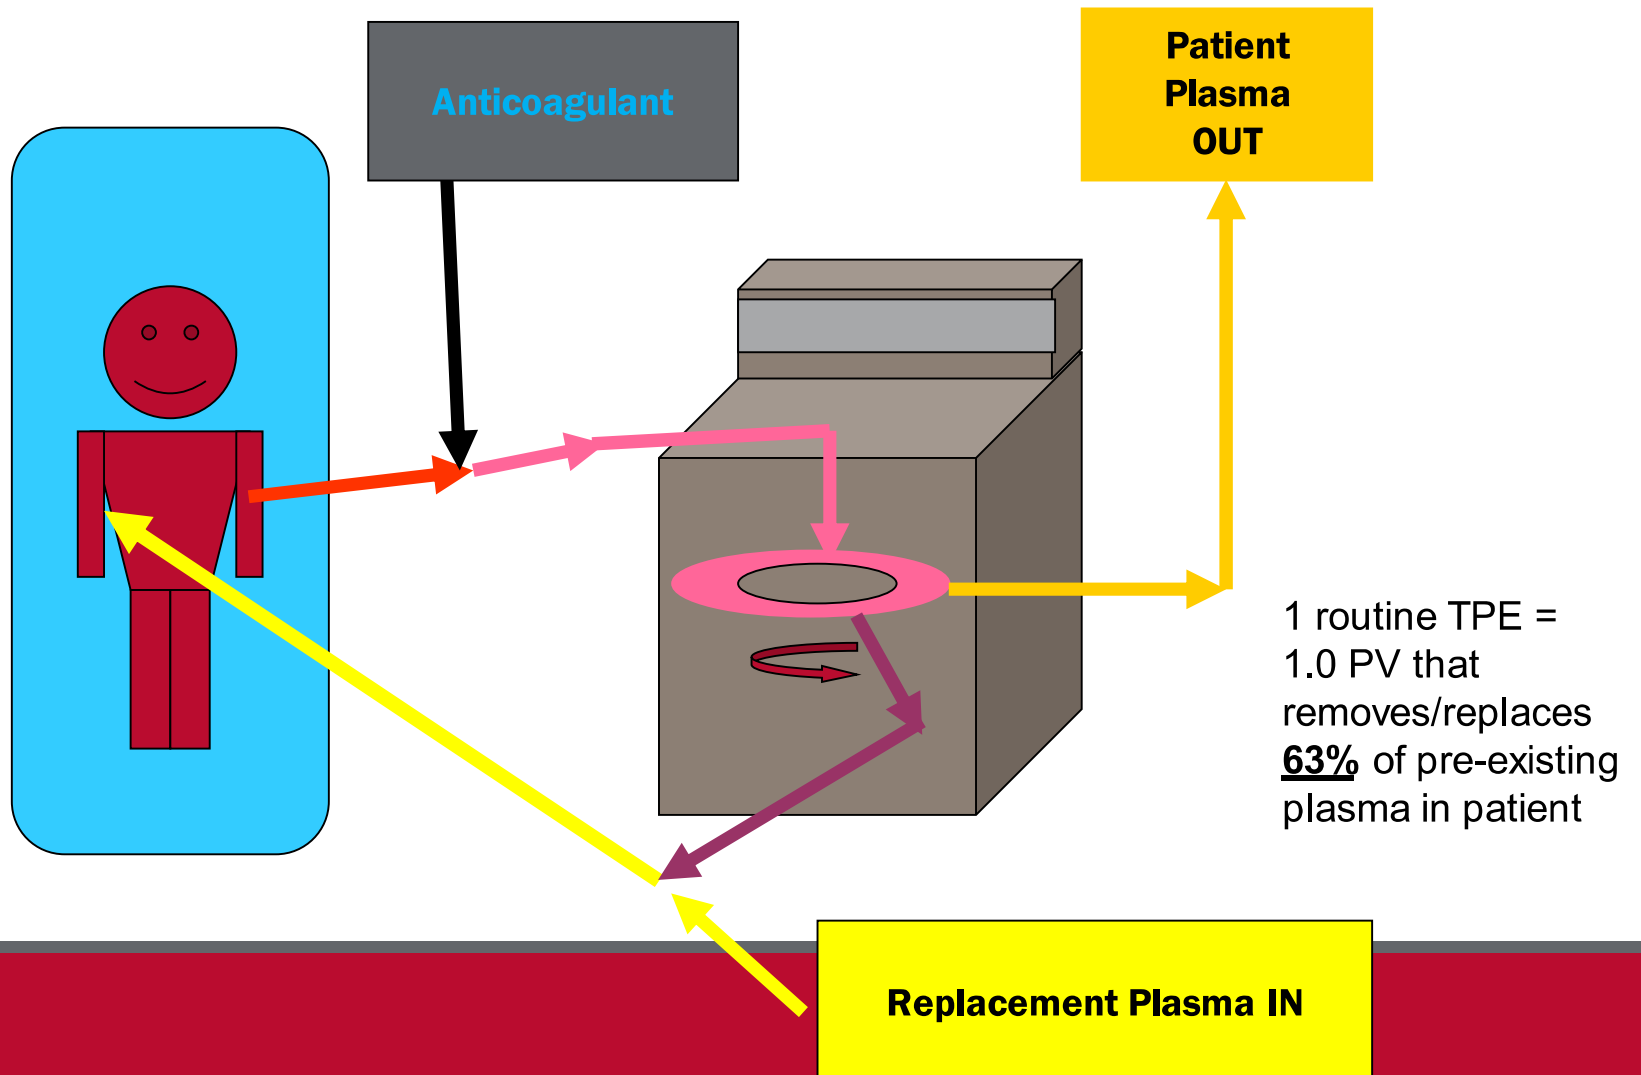 Anticoagulant
Patient
Plasma
OUT
1 routine TPE =
1.0 PV that
removes/replaces
63% of pre-existing
plasma in patient
Replacement Plasma IN